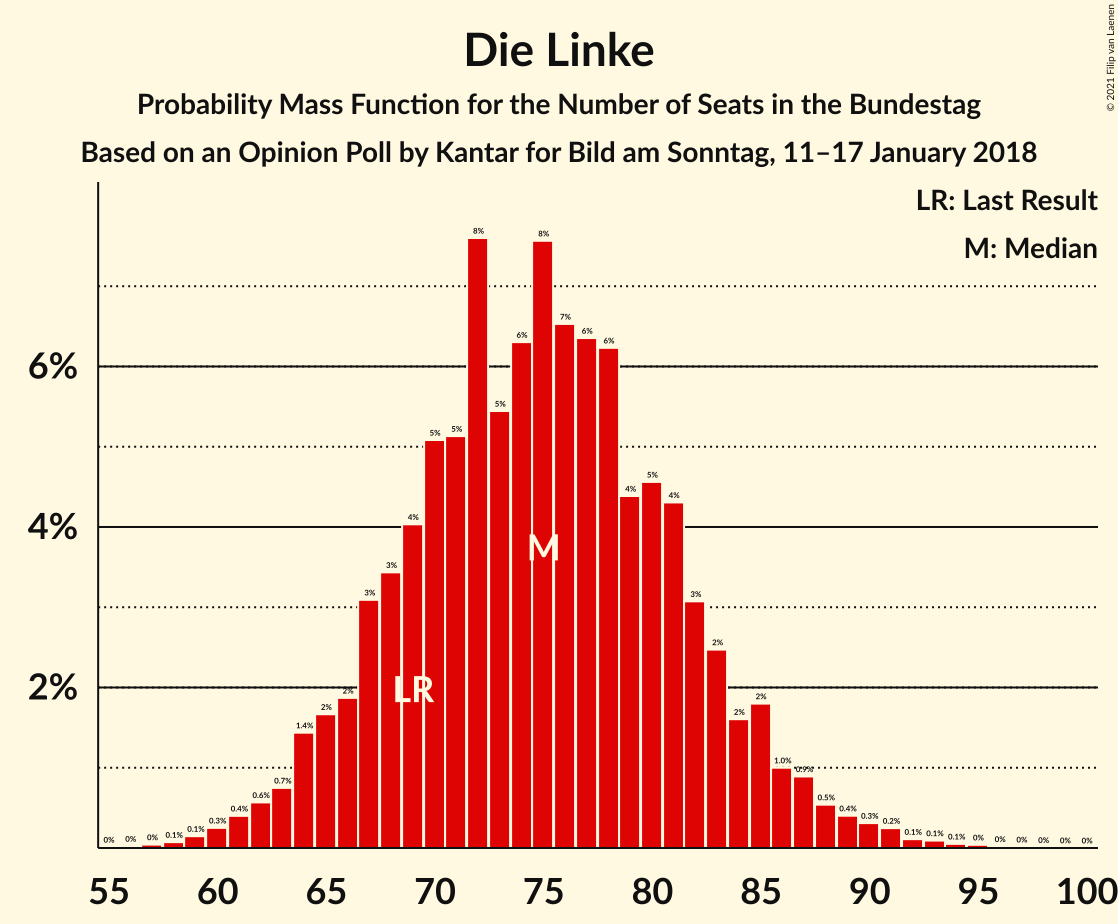 Die Linke
Probability Mass Function for the Number of Seats in the Bundestag
Based on an Opinion Poll by Kantar for Bild am Sonntag, 11–17 January 2018
© 2021 Filip van Laenen
LR: Last Result
M: Median
6%
4%
2%
0% 0% 0% 0.1% 0.1% 0.3% 0.4% 0.6% 0.7% 1.4% 2% 2% 3% 3% 4% 5% 5% 8% 5% 6% 8% 7% 6% 6% 4% 5% 4% 3% 2% 2% 2% 1.0% 0.9% 0.5% 0.4% 0.3% 0.2% 0.1% 0.1% 0.1% 0% 0% 0% 0% 0% 0%
M
LR
55 60 65 70 75 80 85 90 95 100